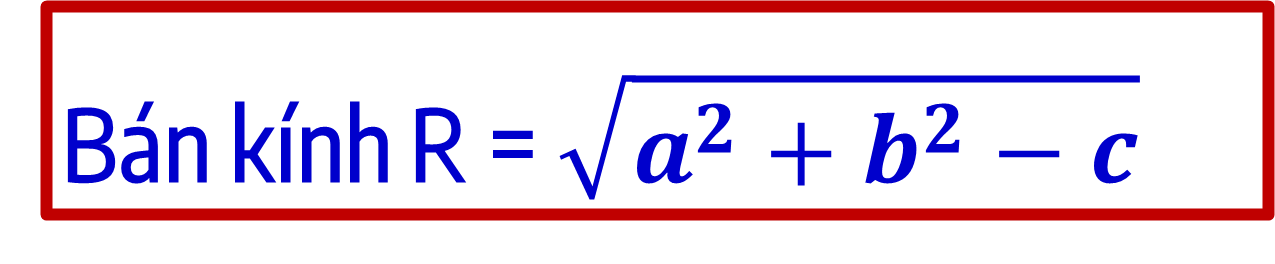 Bán kính R = √(a² + b² − c)